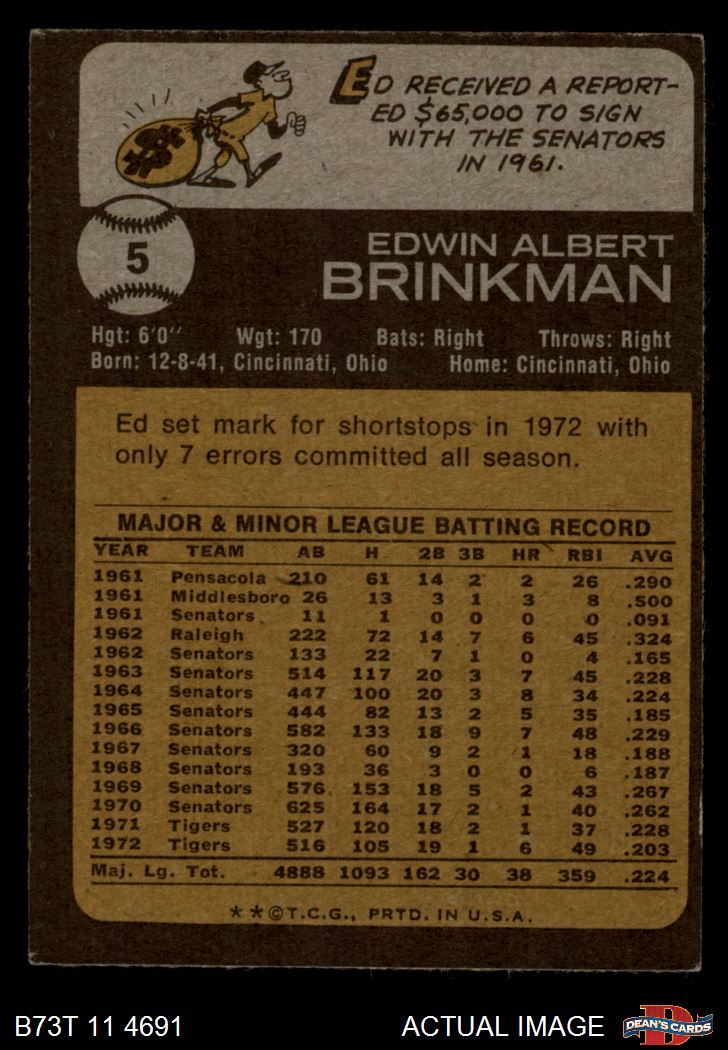 ED RECEIVED A REPORT-
ED $65,000 TO SIGN
WITH THE SENATORS
IN 1961.
5
EDWIN ALBERT
BRINKMAN
Hgt: 6'0" Wgt: 170 Bats: Right Throws: Right
Born: 12-8-41, Cincinnati, Ohio Home: Cincinnati, Ohio
Ed set mark for shortstops in 1972 with
only 7 errors committed all season.
MAJOR & MINOR LEAGUE BATTING RECORD
YEAR TEAM AB H 2B 3B HR RBI AVG
1961 Pensacola 210 61 14 2 2 26 .290
1961 Middlesboro 26 13 3 1 3 8 .500
1961 Senators 11 1 0 0 0 0 .091
1962 Raleigh 222 72 14 7 6 45 .324
1962 Senators 133 22 7 1 0 4 .165
1963 Senators 514 117 20 3 7 45 .228
1964 Senators 447 100 20 3 8 34 .224
1965 Senators 444 82 13 2 5 35 .185
1966 Senators 582 133 18 9 7 48 .229
1967 Senators 320 60 9 2 1 18 .188
1968 Senators 193 36 3 0 0 6 .187
1969 Senators 576 153 18 5 2 43 .267
1970 Senators 625 164 17 2 1 40 .262
1971 Tigers 527 120 18 2 1 37 .228
1972 Tigers 516 105 19 1 6 49 .203
Maj. Lg. Tot. 4888 1093 162 30 38 359 .224
**©T.C.G., PRTD. IN U.S.A.
B73T 11 4691 ACTUAL IMAGE D DEAN'S CARDS